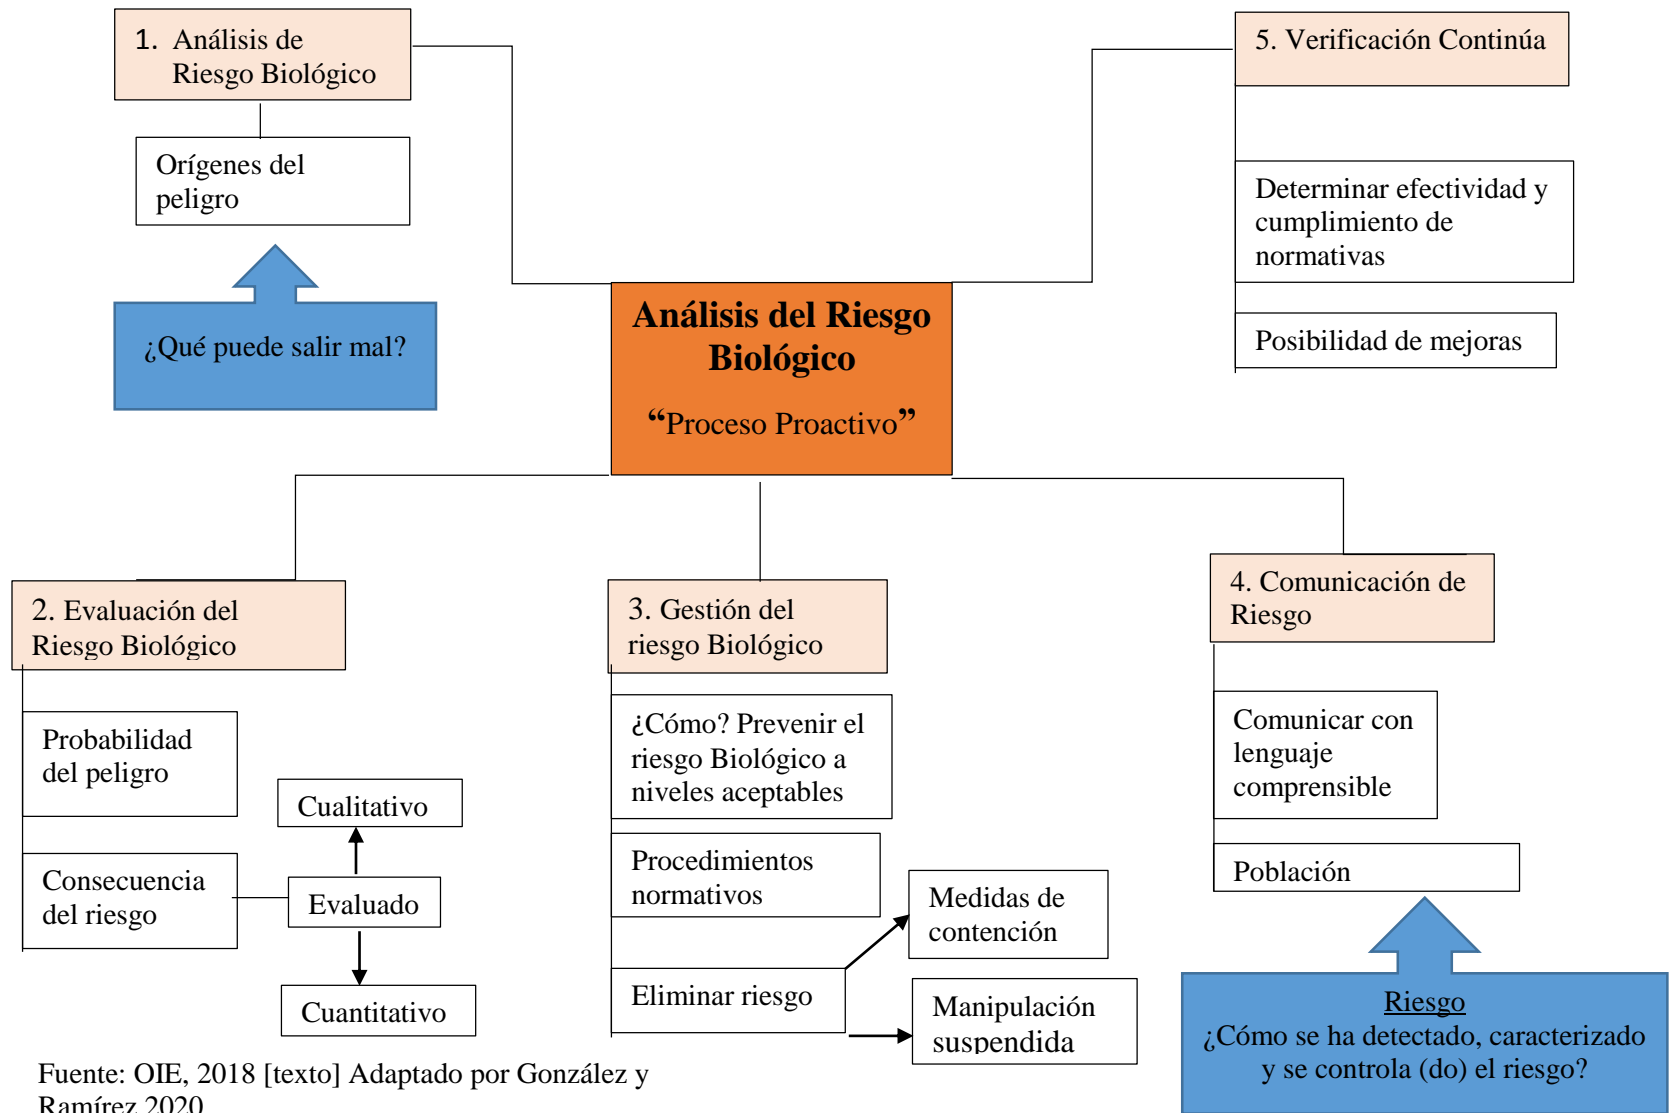 1. Análisis de
Riesgo Biológico
Orígenes del
peligro
¿Qué puede salir mal?
5. Verificación Continúa
Determinar efectividad y
cumplimiento de
normativas
Posibilidad de mejoras
Análisis del Riesgo
Biológico
“Proceso Proactivo”
2. Evaluación del
Riesgo Biológico
Probabilidad
del peligro
Consecuencia
del riesgo
Cualitativo
Evaluado
Cuantitativo
3. Gestión del
riesgo Biológico
¿Cómo? Prevenir el
riesgo Biológico a
niveles aceptables
Procedimientos
normativos
Eliminar riesgo
Medidas de
contención
Manipulación
suspendida
4. Comunicación de
Riesgo
Comunicar con
lenguaje
comprensible
Población
Riesgo
¿Cómo se ha detectado, caracterizado
y se controla (do) el riesgo?
Fuente: OIE, 2018 [texto] Adaptado por González y
Ramírez 2020